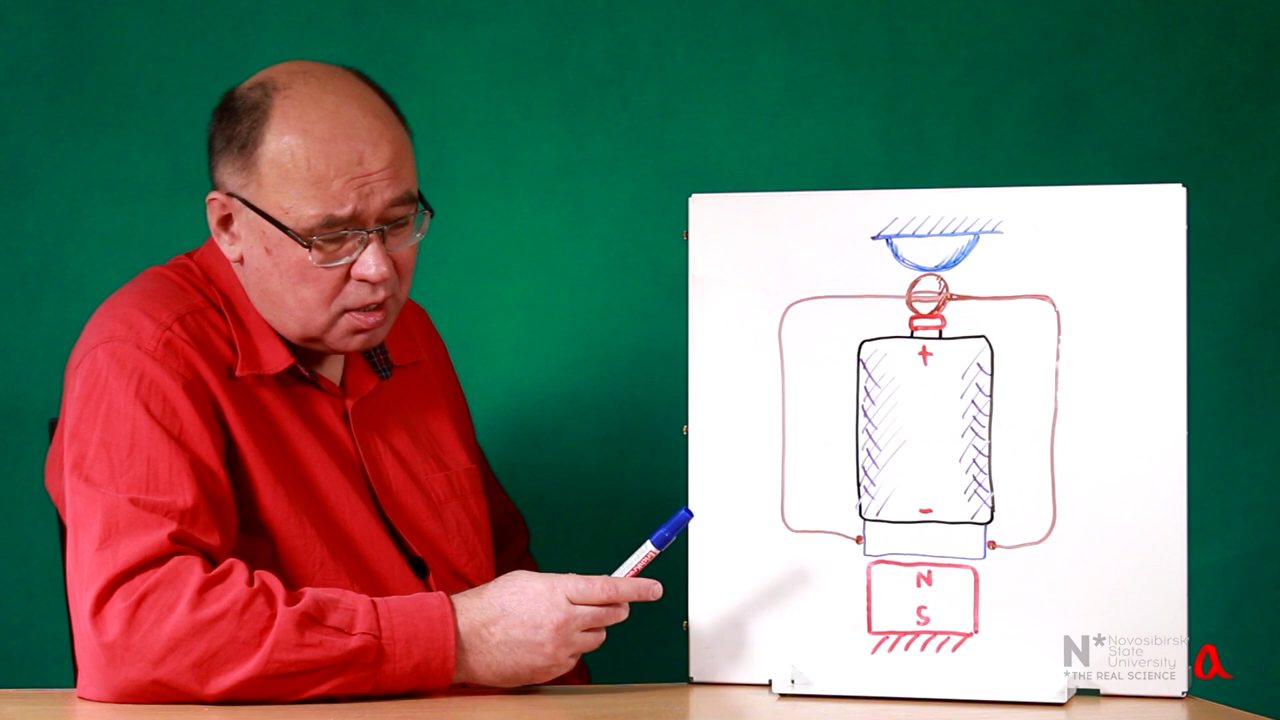 +
-
N
S
N*
Novosibirsk
State
University
*THE REAL SCIENCE
a